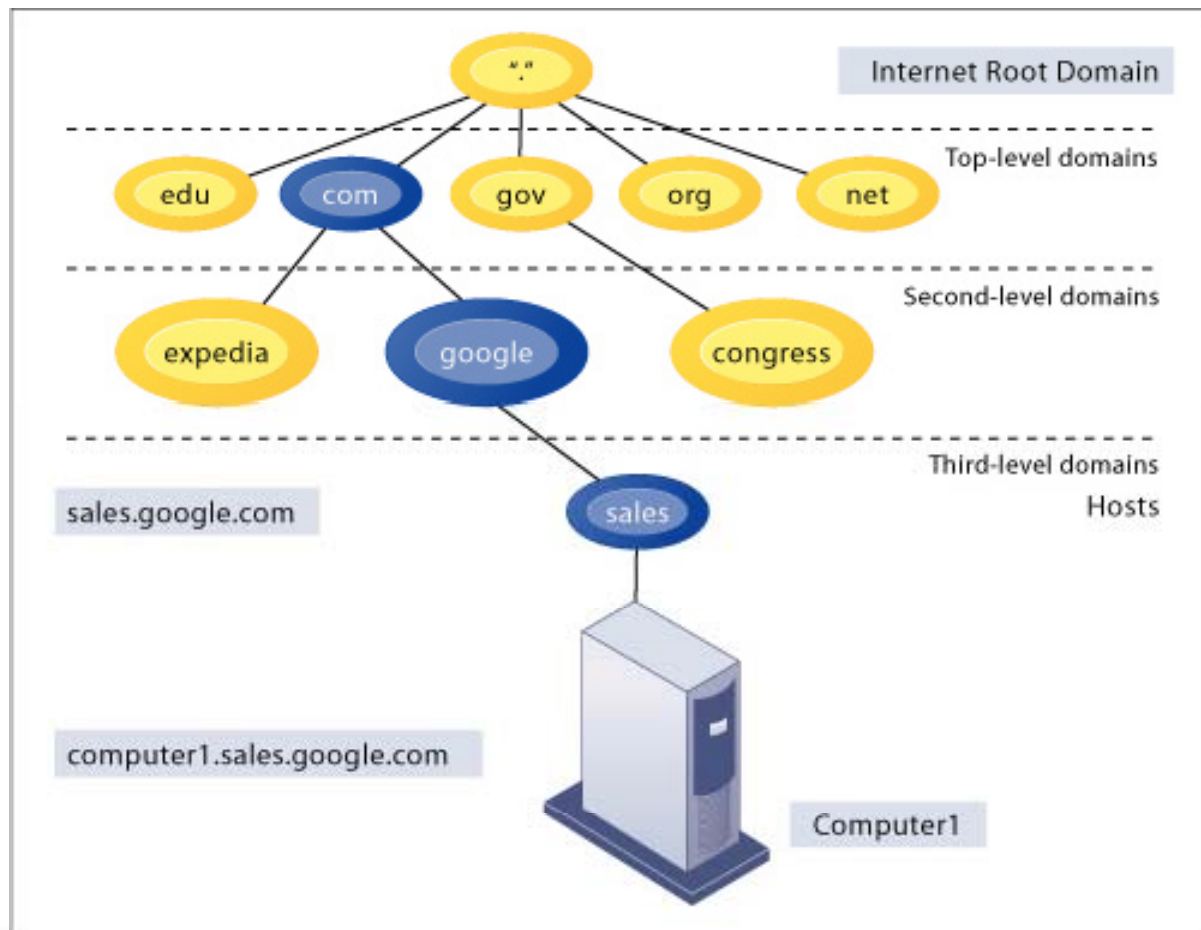 "."
Internet Root Domain
Top-level domains
edu
com
gov
org
net
Second-level domains
expedia
google
congress
Third-level domains
Hosts
sales.google.com
sales
computer1.sales.google.com
Computer1